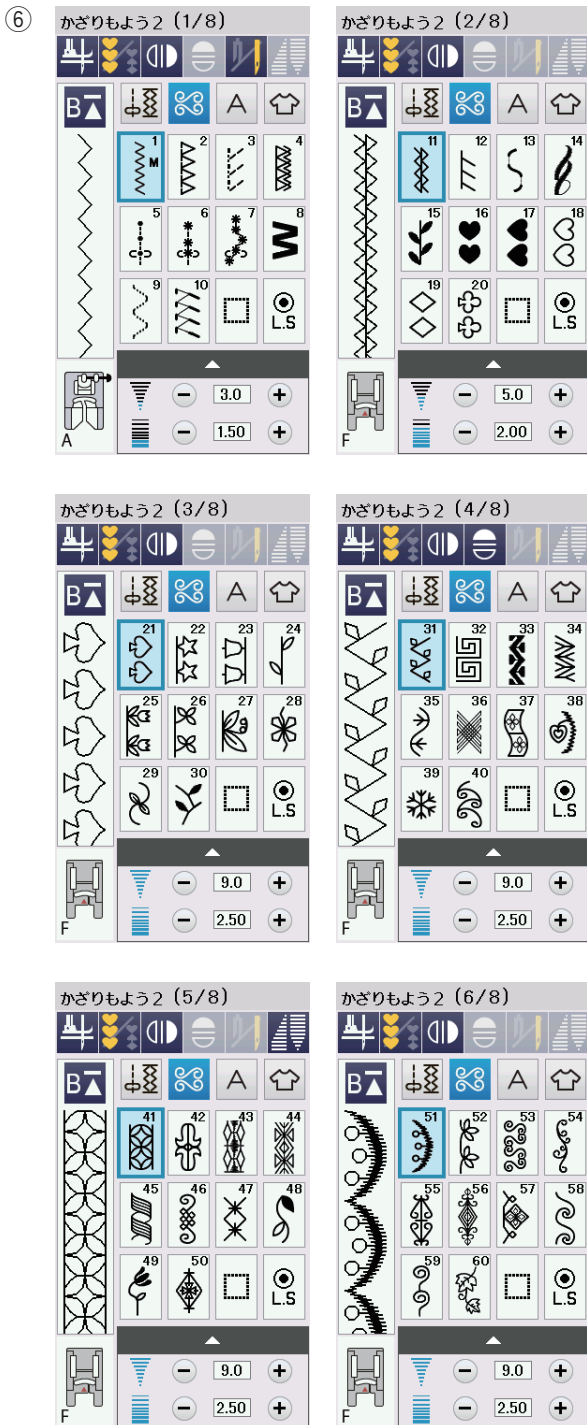 ⑥
かざりもよう2 (1/8)
B
A
1 M 2 3 4
5 6 7 8
9 10 L.S
3.0
1.50
A
かざりもよう2 (2/8)
B
A
11 12 13 14
15 16 17 18
19 20 L.S
5.0
2.00
F
かざりもよう2 (3/8)
B
A
21 22 23 24
25 26 27 28
29 30 L.S
9.0
2.50
F
かざりもよう2 (4/8)
B
A
31 32 33 34
35 36 37 38
39 40 L.S
9.0
2.50
F
かざりもよう2 (5/8)
B
A
41 42 43 44
45 46 47 48
49 50 L.S
9.0
2.50
F
かざりもよう2 (6/8)
B
A
51 52 53 54
55 56 57 58
59 60 L.S
9.0
2.50
F